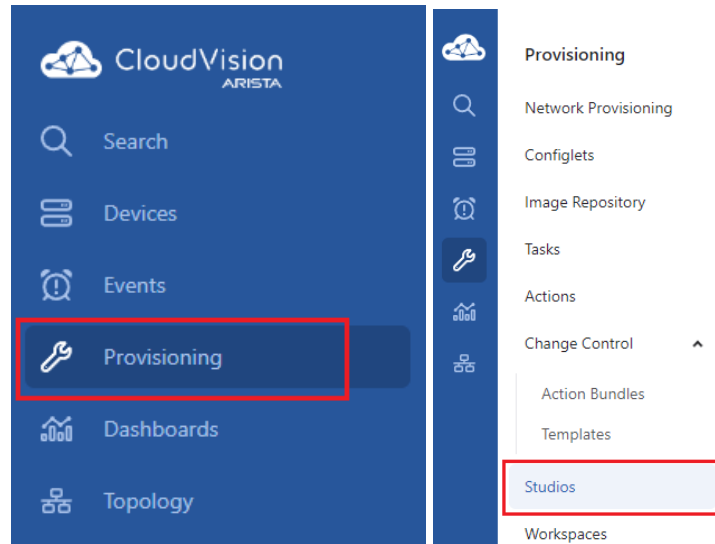 CloudVision
ARISTA
Search
Devices
Events
Provisioning
Dashboards
Topology
Provisioning
Network Provisioning
Configlets
Image Repository
Tasks
Actions
Change Control
Action Bundles
Templates
Studios
Workspaces